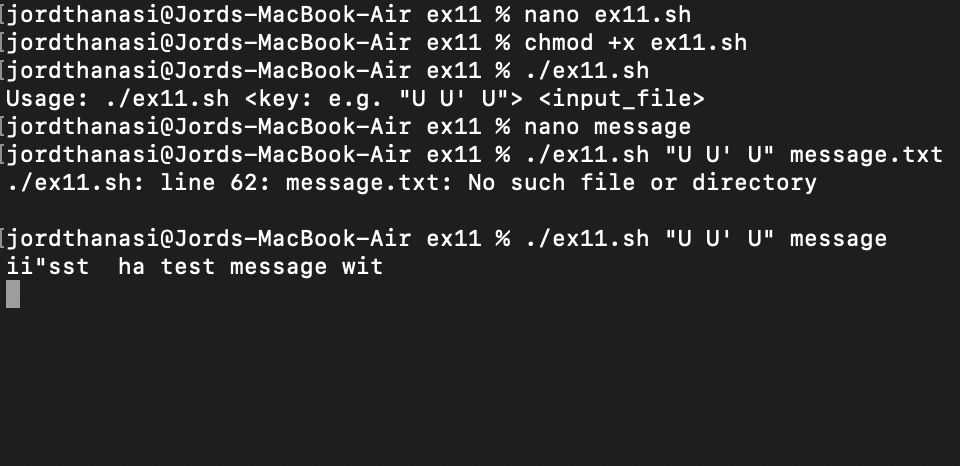 [jordthanasi@Jords-MacBook-Air ex11 % nano ex11.sh
[jordthanasi@Jords-MacBook-Air ex11 % chmod +x ex11.sh
[jordthanasi@Jords-MacBook-Air ex11 % ./ex11.sh
Usage: ./ex11.sh <key: e.g. "U U' U"> <input_file>
[jordthanasi@Jords-MacBook-Air ex11 % nano message
[jordthanasi@Jords-MacBook-Air ex11 % ./ex11.sh "U U' U" message.txt
./ex11.sh: line 62: message.txt: No such file or directory
[jordthanasi@Jords-MacBook-Air ex11 % ./ex11.sh "U U' U" message
ii"sst  ha test message wit